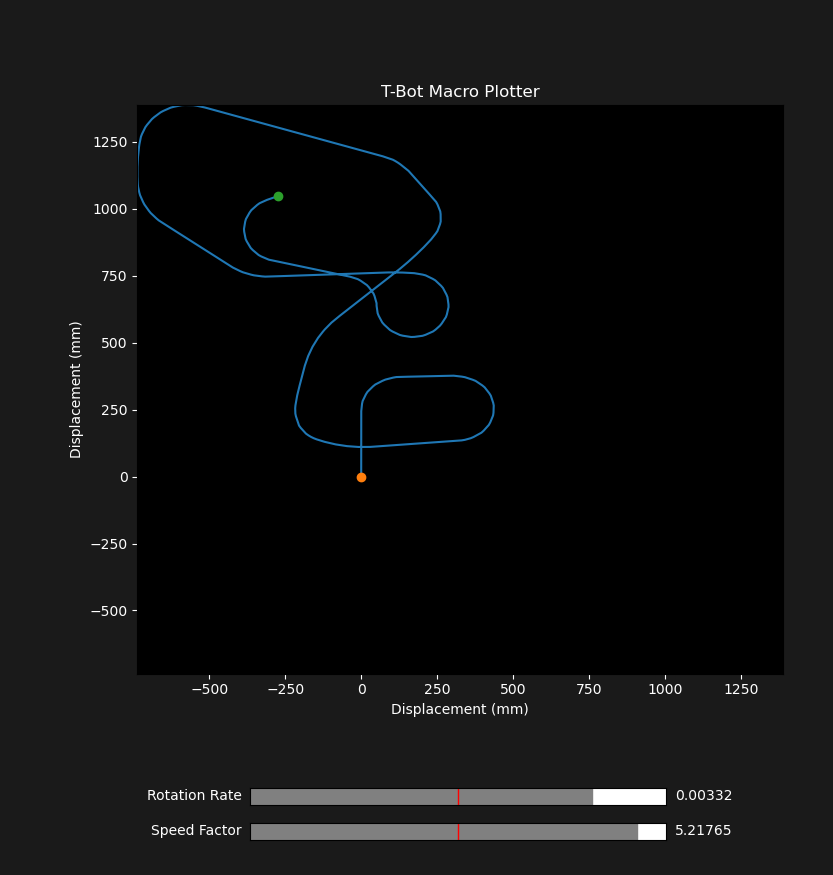 T-Bot Macro Plotter
Displacement (mm)
1250
1000
750
500
250
0
−250
−500
−500 −250 0 250 500 750 1000 1250
Displacement (mm)
Rotation Rate 0.00332
Speed Factor 5.21765